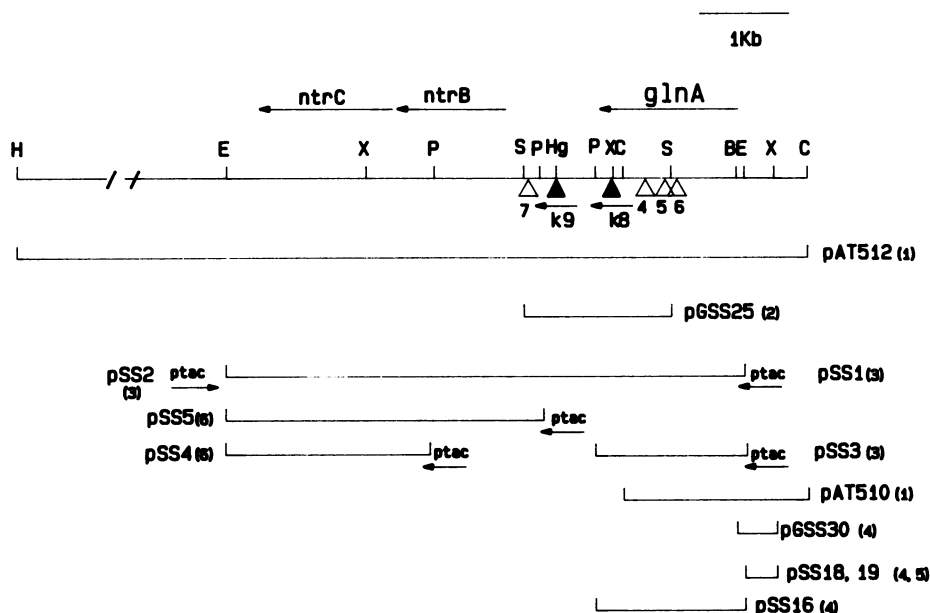 1Kb
ntrC ntrB glnA
H E X P S P Hg P X C S B E X C
7 k9 k8 4 5 6
pAT512 (1)
pGSS25 (2)
pSS2 ptac ptac pSS1 (3)
(3)
pSS5 (6) ptac
pSS4 (6) ptac ptac pSS3 (3)
pAT510 (1)
pGSS30 (4)
pSS18, 19 (4, 5)
pSS16 (4)